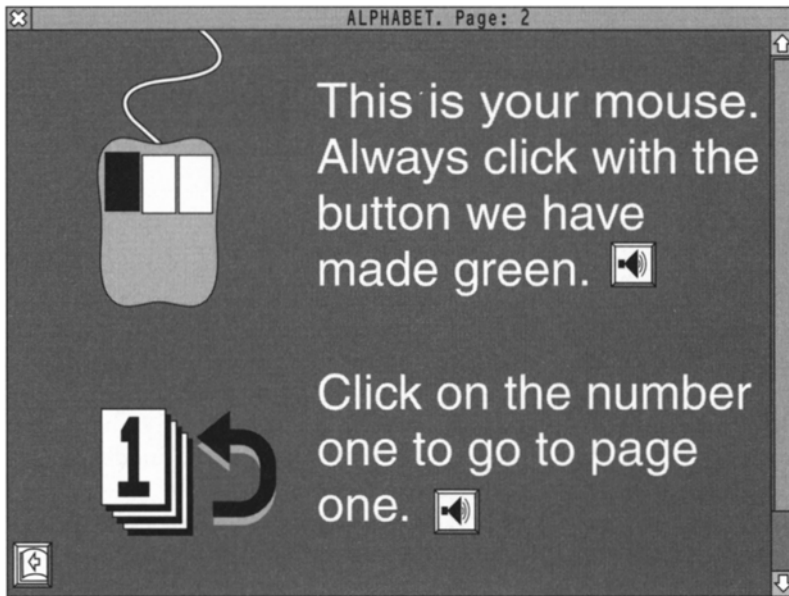 ALPHABET. Page: 2
This is your mouse.
Always click with the
button we have
made green.
Click on the number
one to go to page
one.
1